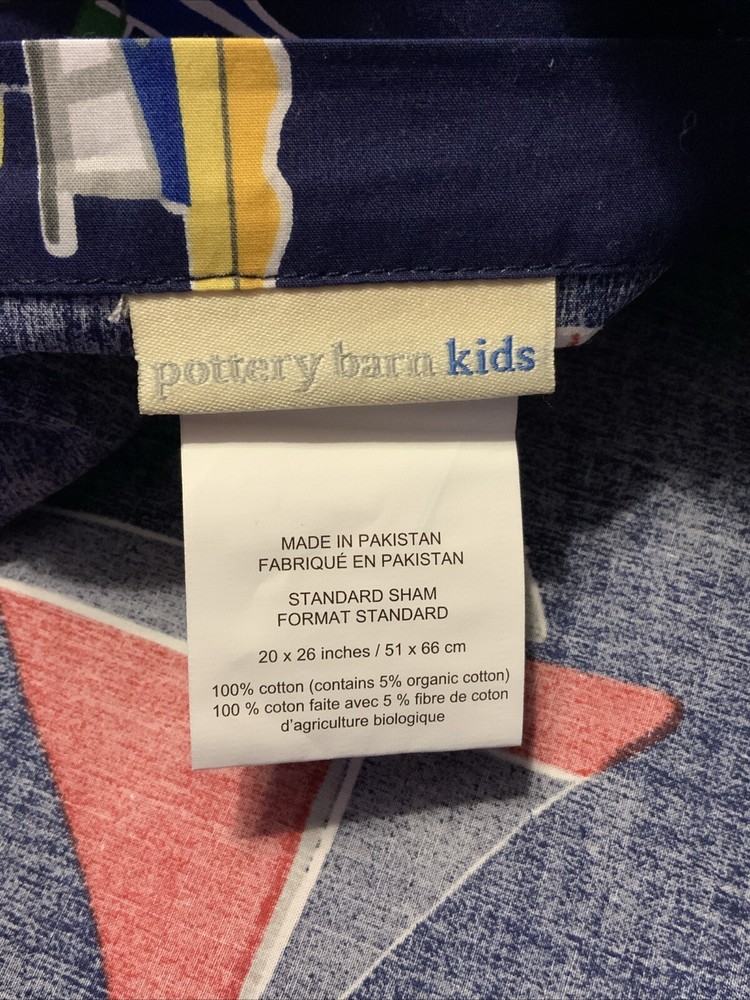 pottery barn kids
MADE IN PAKISTAN
FABRIQUÉ EN PAKISTAN
STANDARD SHAM
FORMAT STANDARD
20 x 26 inches / 51 x 66 cm
100% cotton (contains 5% organic cotton)
100 % coton faite avec 5 % fibre de coton
d'agriculture biologique